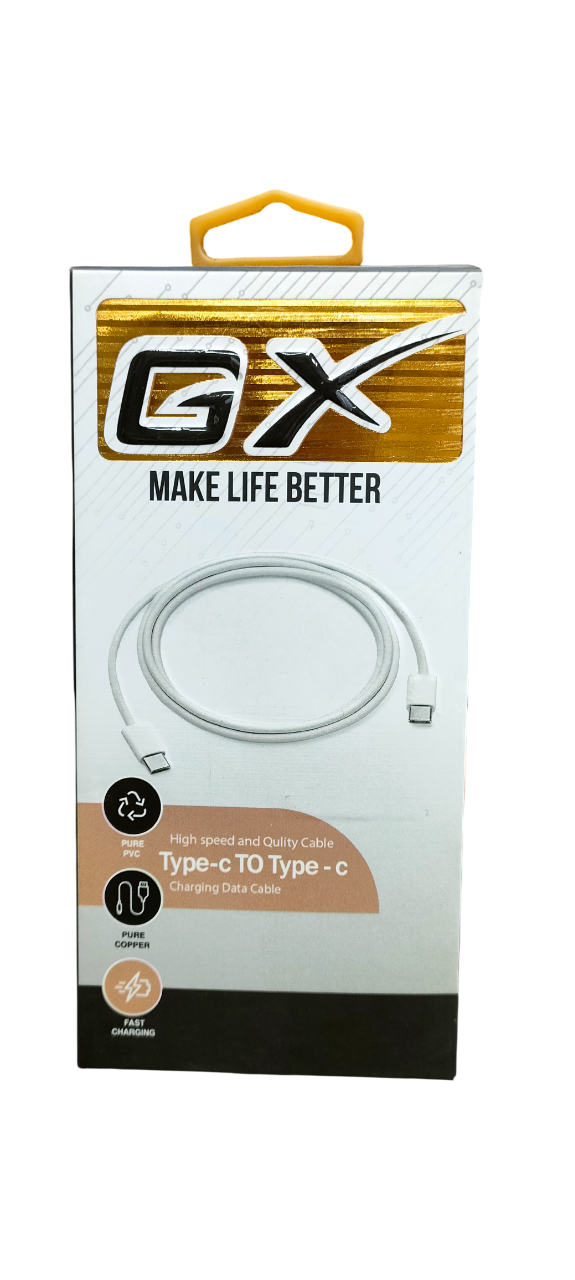 GX
MAKE LIFE BETTER
PURE
PVC
High speed and Qulity Cable
Type-c TO Type - c
Charging Data Cable
PURE
COPPER
FAST
CHARGING